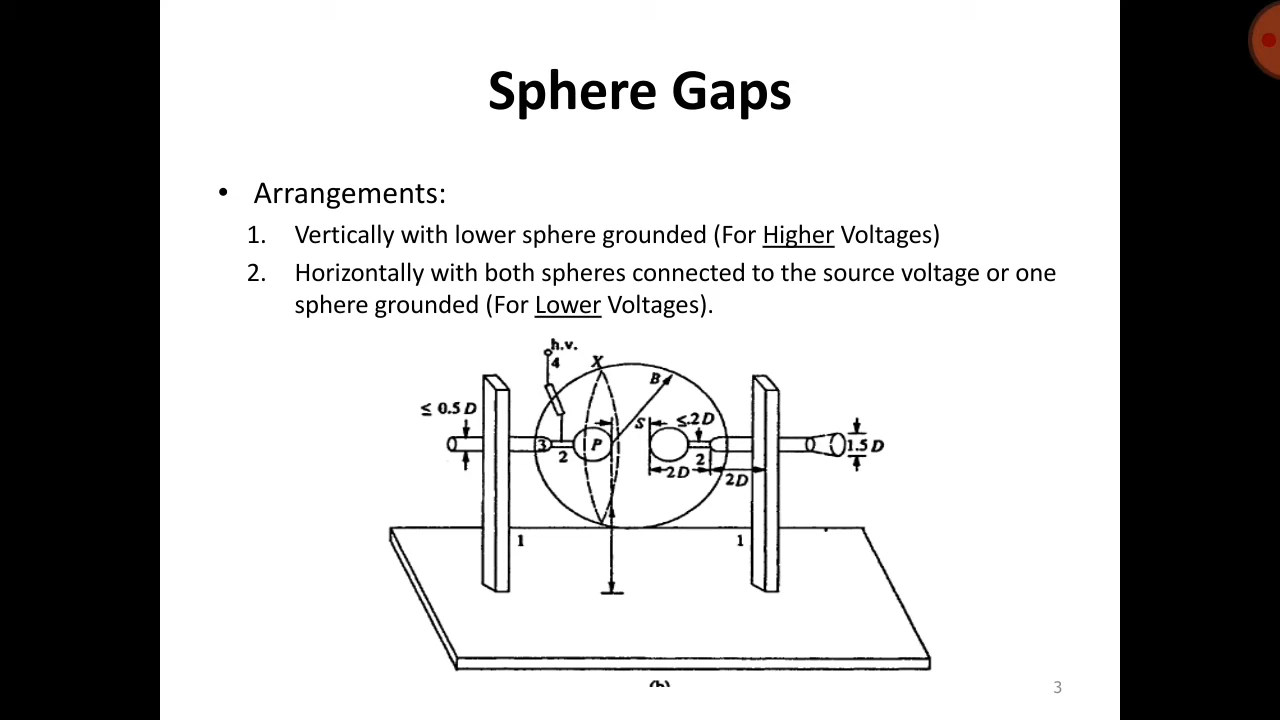 Sphere Gaps
• Arrangements:
1. Vertically with lower sphere grounded (For Higher Voltages)
2. Horizontally with both spheres connected to the source voltage or one
sphere grounded (For Lower Voltages).
h.v.
4
X
B
≤ 0.5 D
S
≤.2D
3
P
1.5 D
2
2
2D
2D
1
1
(b)
3